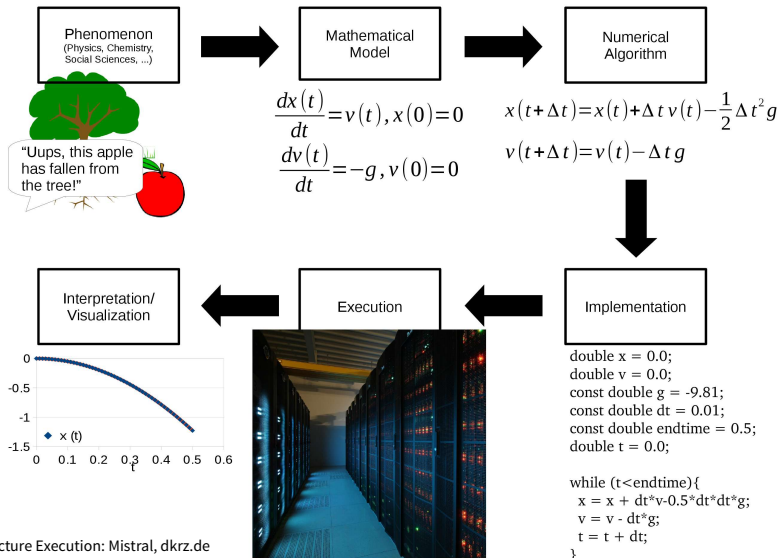 Phenomenon
(Physics, Chemistry,
Social Sciences, ...)
Mathematical
Model
Numerical
Algorithm
dx(t)/dt=v(t), x(0)=0
dv(t)/dt=−g, v(0)=0
x(t+Δt)=x(t)+Δt v(t)−1/2 Δt²g
v(t+Δt)=v(t)−Δt g
“Uups, this apple
has fallen from
the tree!”
Interpretation/
Visualization
Execution
Implementation
0
-0.5
-1
-1.5
x (t)
0 0.1 0.2 0.3 0.4 0.5 0.6
t
double x = 0.0;
double v = 0.0;
const double g = -9.81;
const double dt = 0.01;
const double endtime = 0.5;
double t = 0.0;
while (t<endtime){
x = x + dt*v-0.5*dt*dt*g;
v = v - dt*g;
t = t + dt;
}
cture Execution: Mistral, dkrz.de